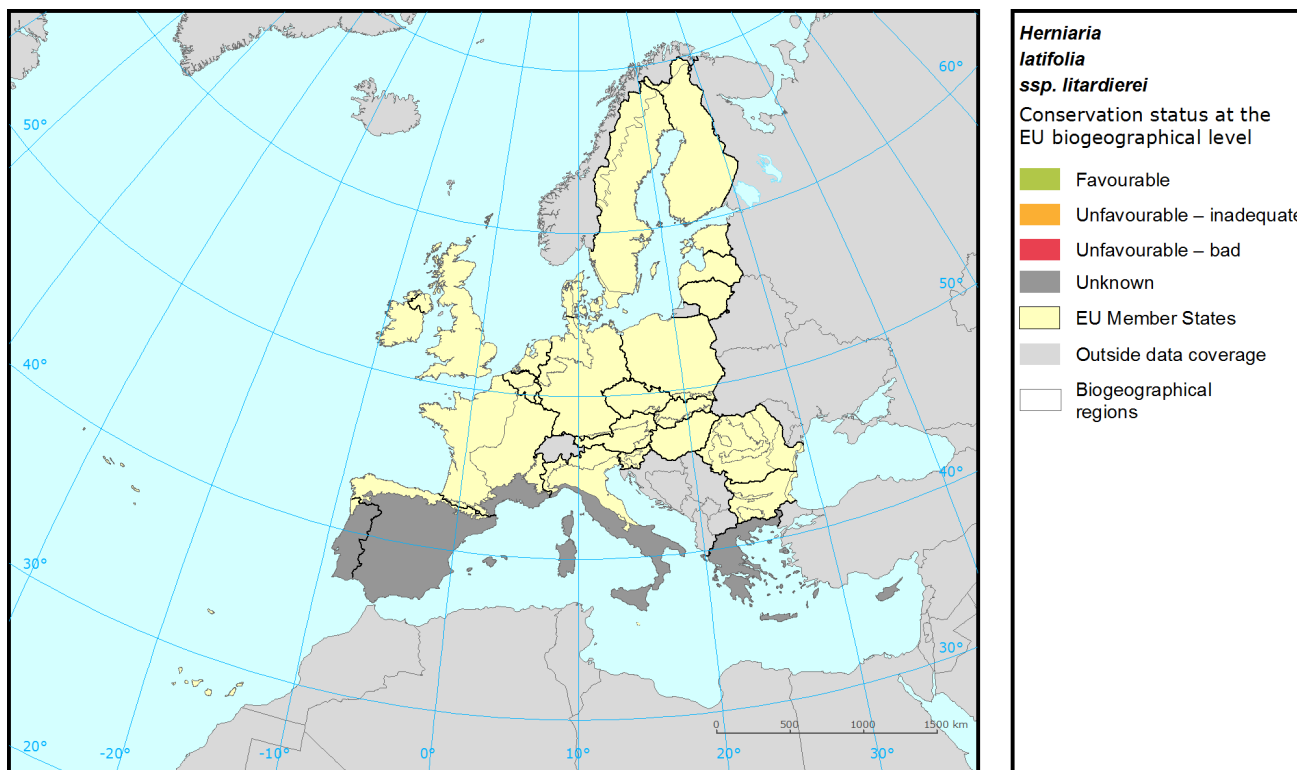 Herniaria
latifolia
ssp. litardierei
Conservation status at the
EU biogeographical level
Favourable
Unfavourable – inadequate
Unfavourable – bad
Unknown
EU Member States
Outside data coverage
Biogeographical
regions
60°
50°
50°
40°
40°
30°
30°
20°
-20°
-10°
0°
10°
20°
30°
0 500 1000 1500 km